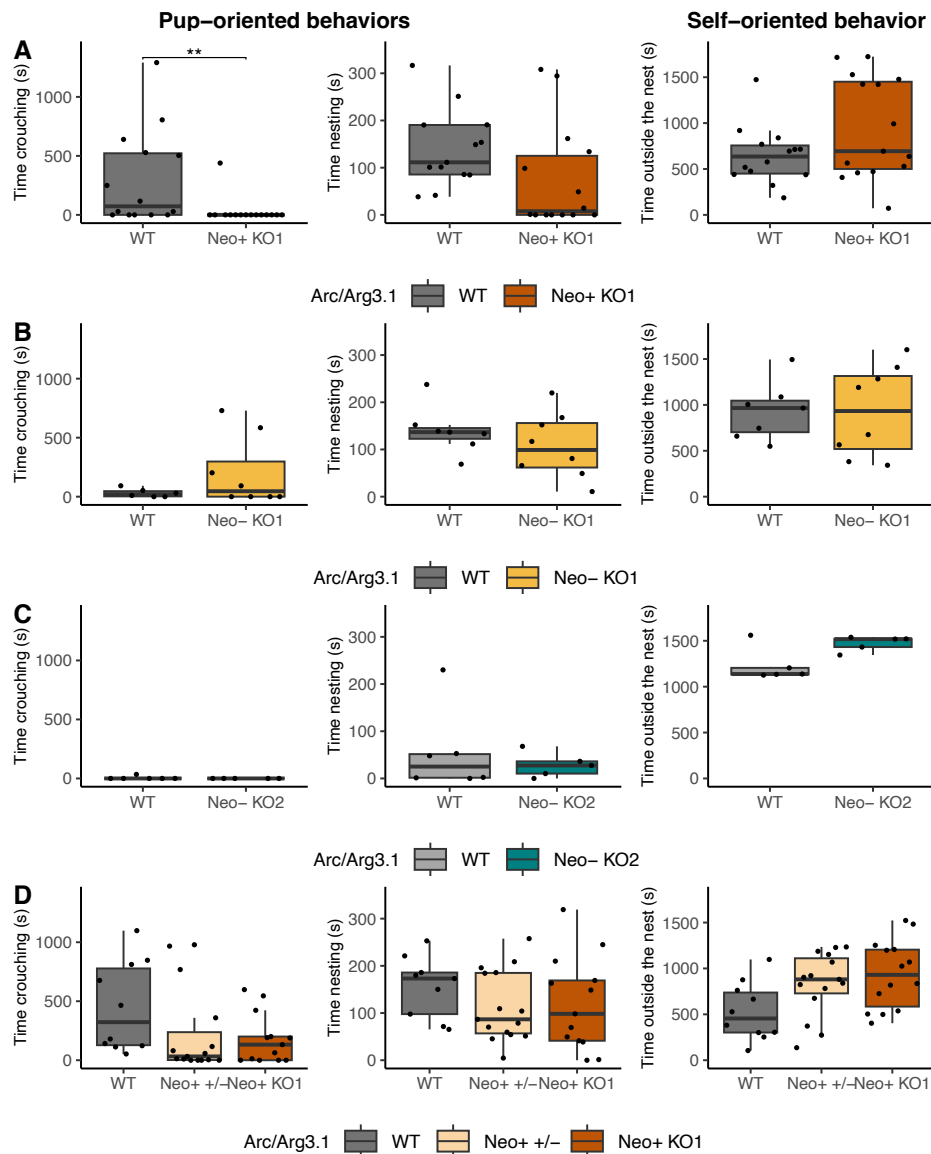 Pup−oriented behaviors
Self−oriented behavior
A
Time crouching (s)
1000
500
0
**
WT
Neo+ KO1
Time nesting (s)
300
200
100
0
WT
Neo+ KO1
Time outside the nest (s)
1500
1000
500
0
WT
Neo+ KO1
Arc/Arg3.1 WT Neo+ KO1
B
Time crouching (s)
1000
500
0
WT
Neo− KO1
Time nesting (s)
300
200
100
0
WT
Neo− KO1
Time outside the nest (s)
1500
1000
500
0
WT
Neo− KO1
Arc/Arg3.1 WT Neo− KO1
C
Time crouching (s)
1000
500
0
WT
Neo− KO2
Time nesting (s)
300
200
100
0
WT
Neo− KO2
Time outside the nest (s)
1500
1000
500
0
WT
Neo− KO2
Arc/Arg3.1 WT Neo− KO2
D
Time crouching (s)
1000
500
0
WT
Neo+ +/−
Neo+ KO1
Time nesting (s)
300
200
100
0
WT
Neo+ +/−
Neo+ KO1
Time outside the nest (s)
1500
1000
500
0
WT
Neo+ +/−
Neo+ KO1
Arc/Arg3.1 WT Neo+ +/− Neo+ KO1